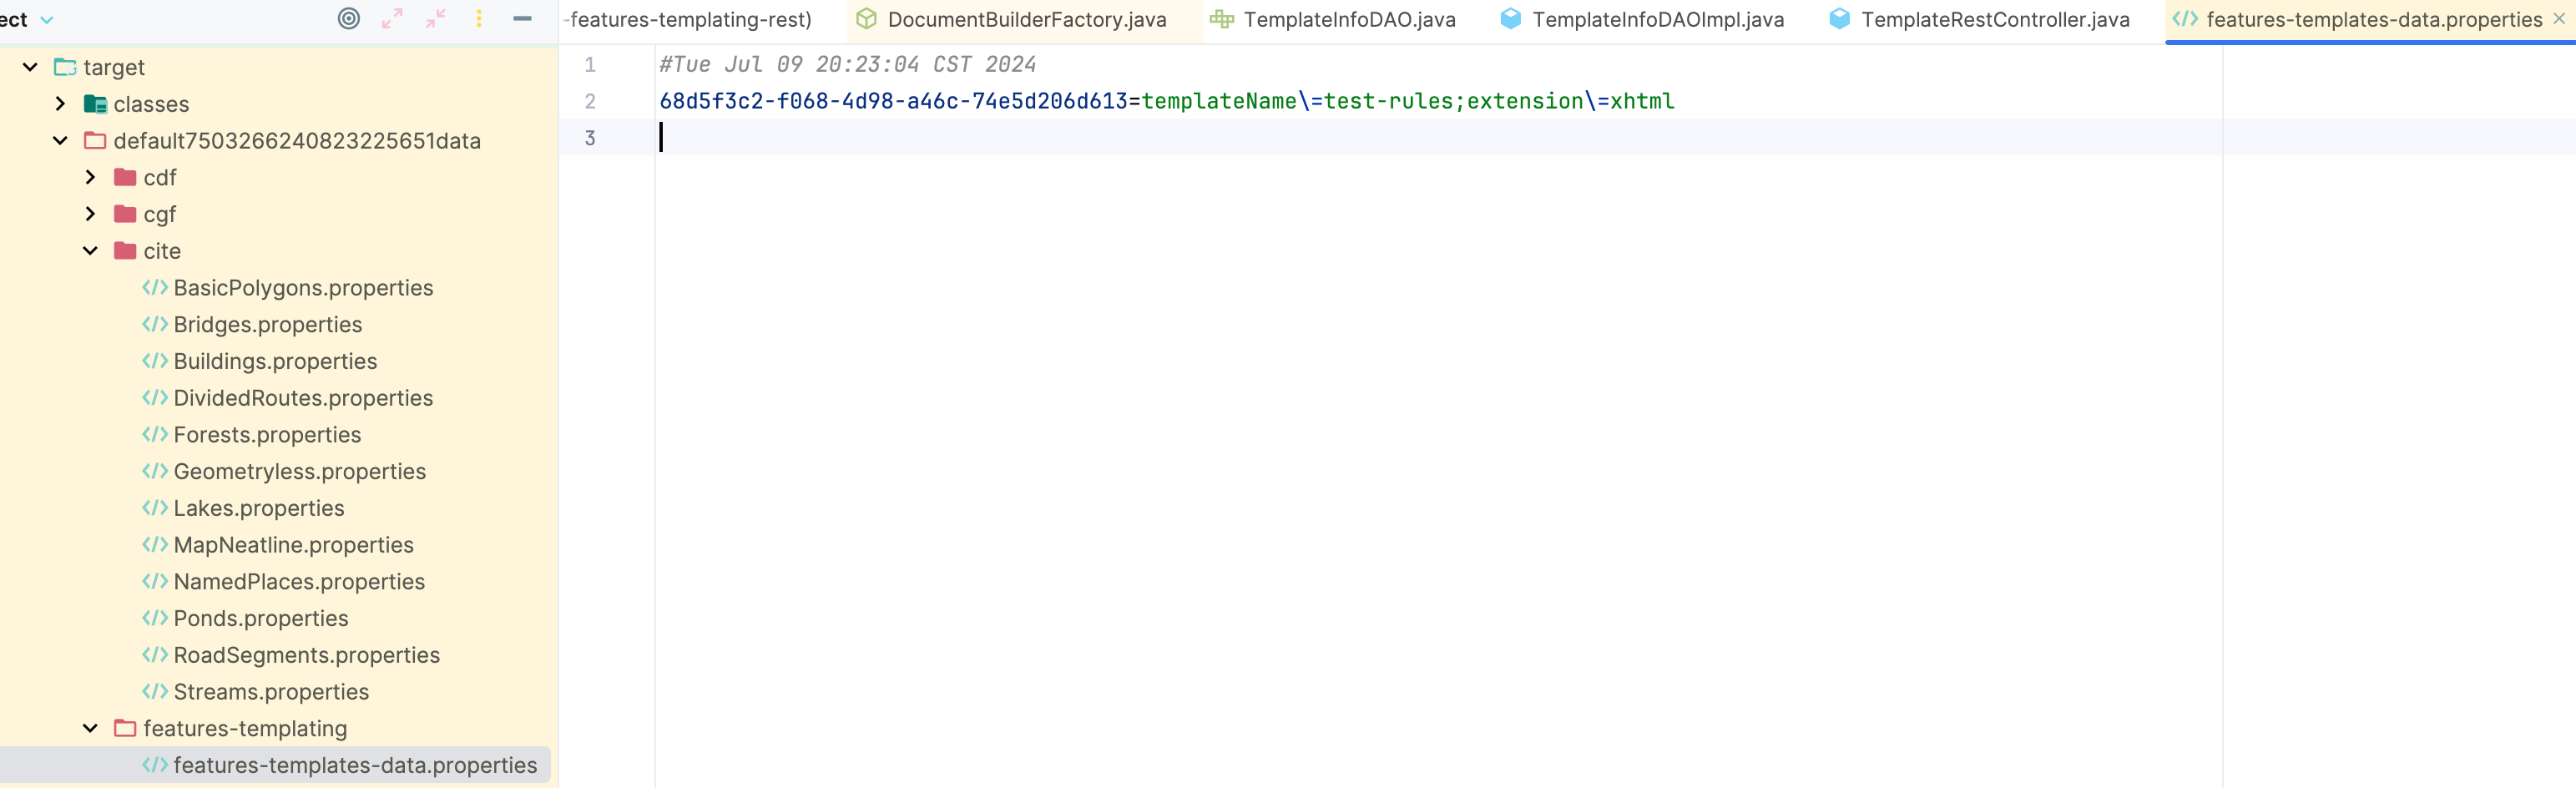 ect
target
classes
default7503266240823225651data
cdf
cgf
cite
BasicPolygons.properties
Bridges.properties
Buildings.properties
DividedRoutes.properties
Forests.properties
Geometryless.properties
Lakes.properties
MapNeatline.properties
NamedPlaces.properties
Ponds.properties
RoadSegments.properties
Streams.properties
features-templating
features-templates-data.properties
-features-templating-rest) DocumentBuilderFactory.java TemplateInfoDAO.java TemplateInfoDAOImpl.java TemplateRestController.java features-templates-data.properties
1 #Tue Jul 09 20:23:04 CST 2024
2 68d5f3c2-f068-4d98-a46c-74e5d206d613=templateName\=test-rules;extension\=xhtml
3